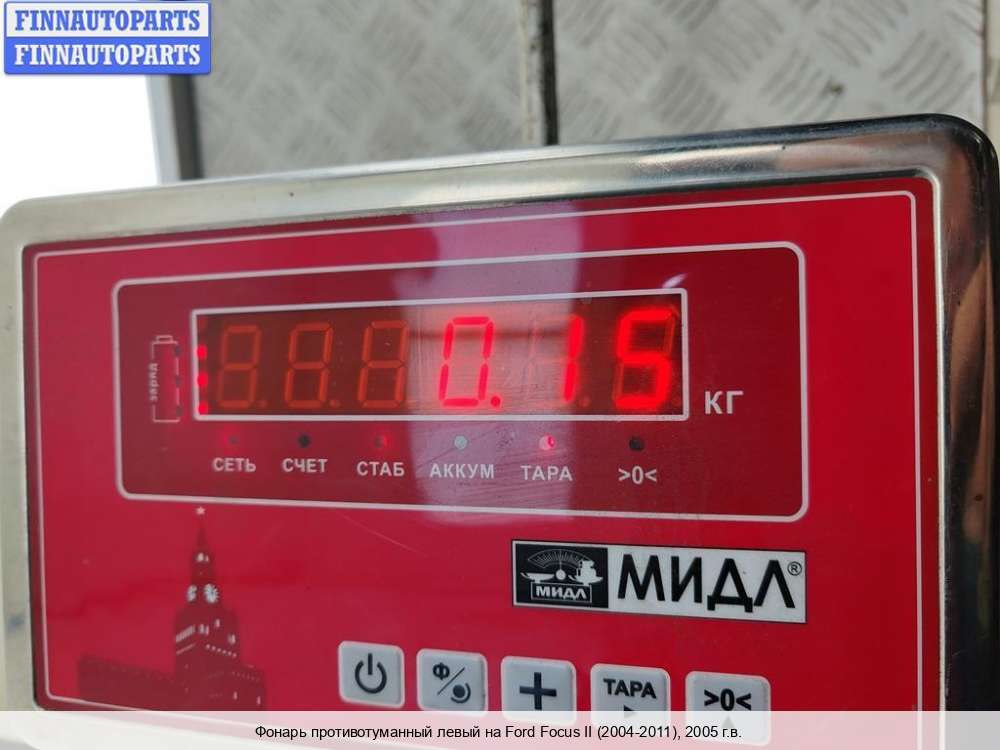 FINNAUTOPARTS
FINNAUTOPARTS
заряд
0.15
КГ
СЕТЬ СЧЕТ СТАБ АККУМ ТАРА >0<
МИДЛ МИДЛ®
Ф
+
ТАРА
>0<
Фонарь противотуманный левый на Ford Focus II (2004-2011), 2005 г.в.